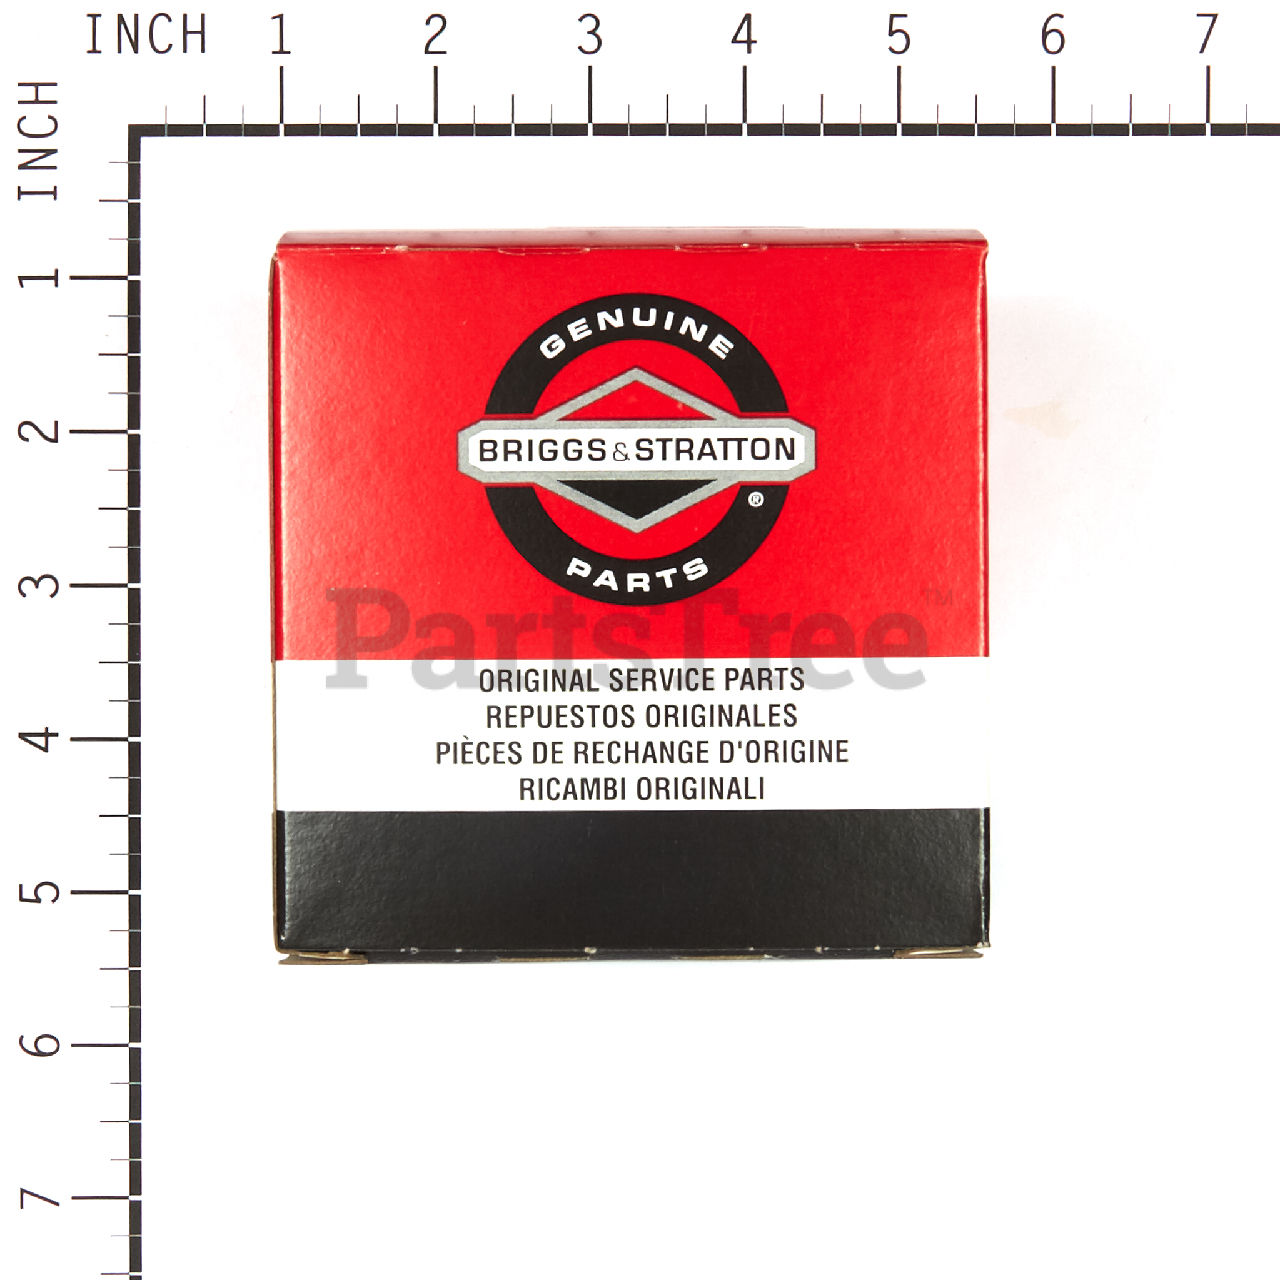 INCH 1 2 3 4 5 6 7
INCH 1 2 3 4 5 6 7
GENUINE
BRIGGS & STRATTON
®
PARTS
PartsTree™
ORIGINAL SERVICE PARTS
REPUESTOS ORIGINALES
PIÈCES DE RECHANGE D'ORIGINE
RICAMBI ORIGINALI